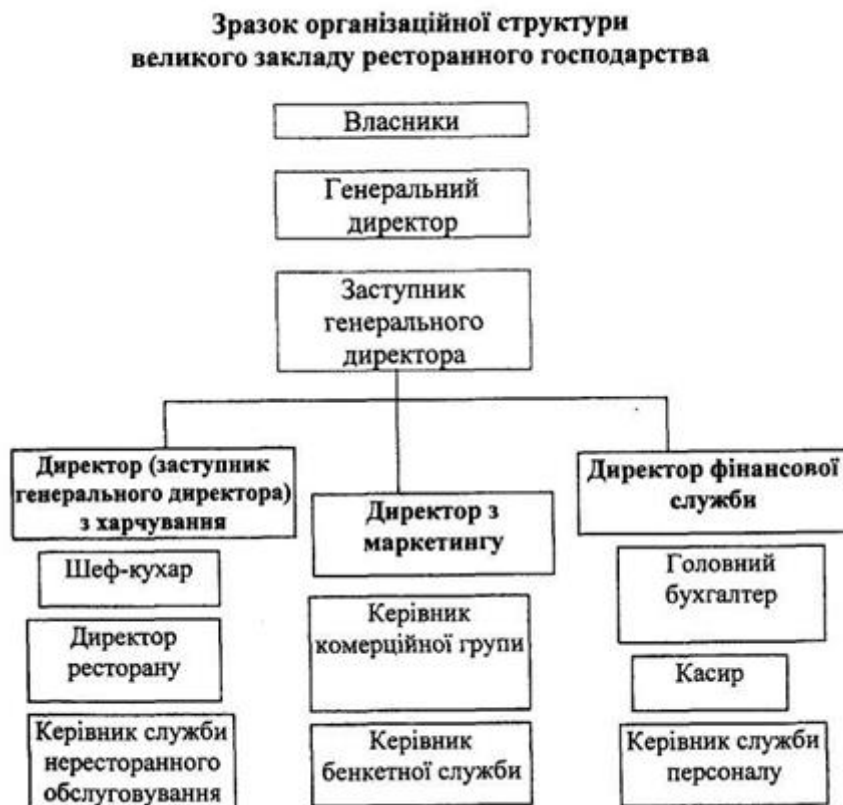 Зразок організаційної структури
великого закладу ресторанного господарства
Власники
Генеральний
директор
Заступник
генерального
директора
Директор (заступник
генерального директора)
з харчування
Шеф-кухар
Директор
ресторану
Керівник служби
нересторанного
обслуговування
Директор з
маркетингу
Керівник
комерційної групи
Керівник
бенкетної служби
Директор фінансової
служби
Головний
бухгалтер
Касир
Керівник служби
персоналу